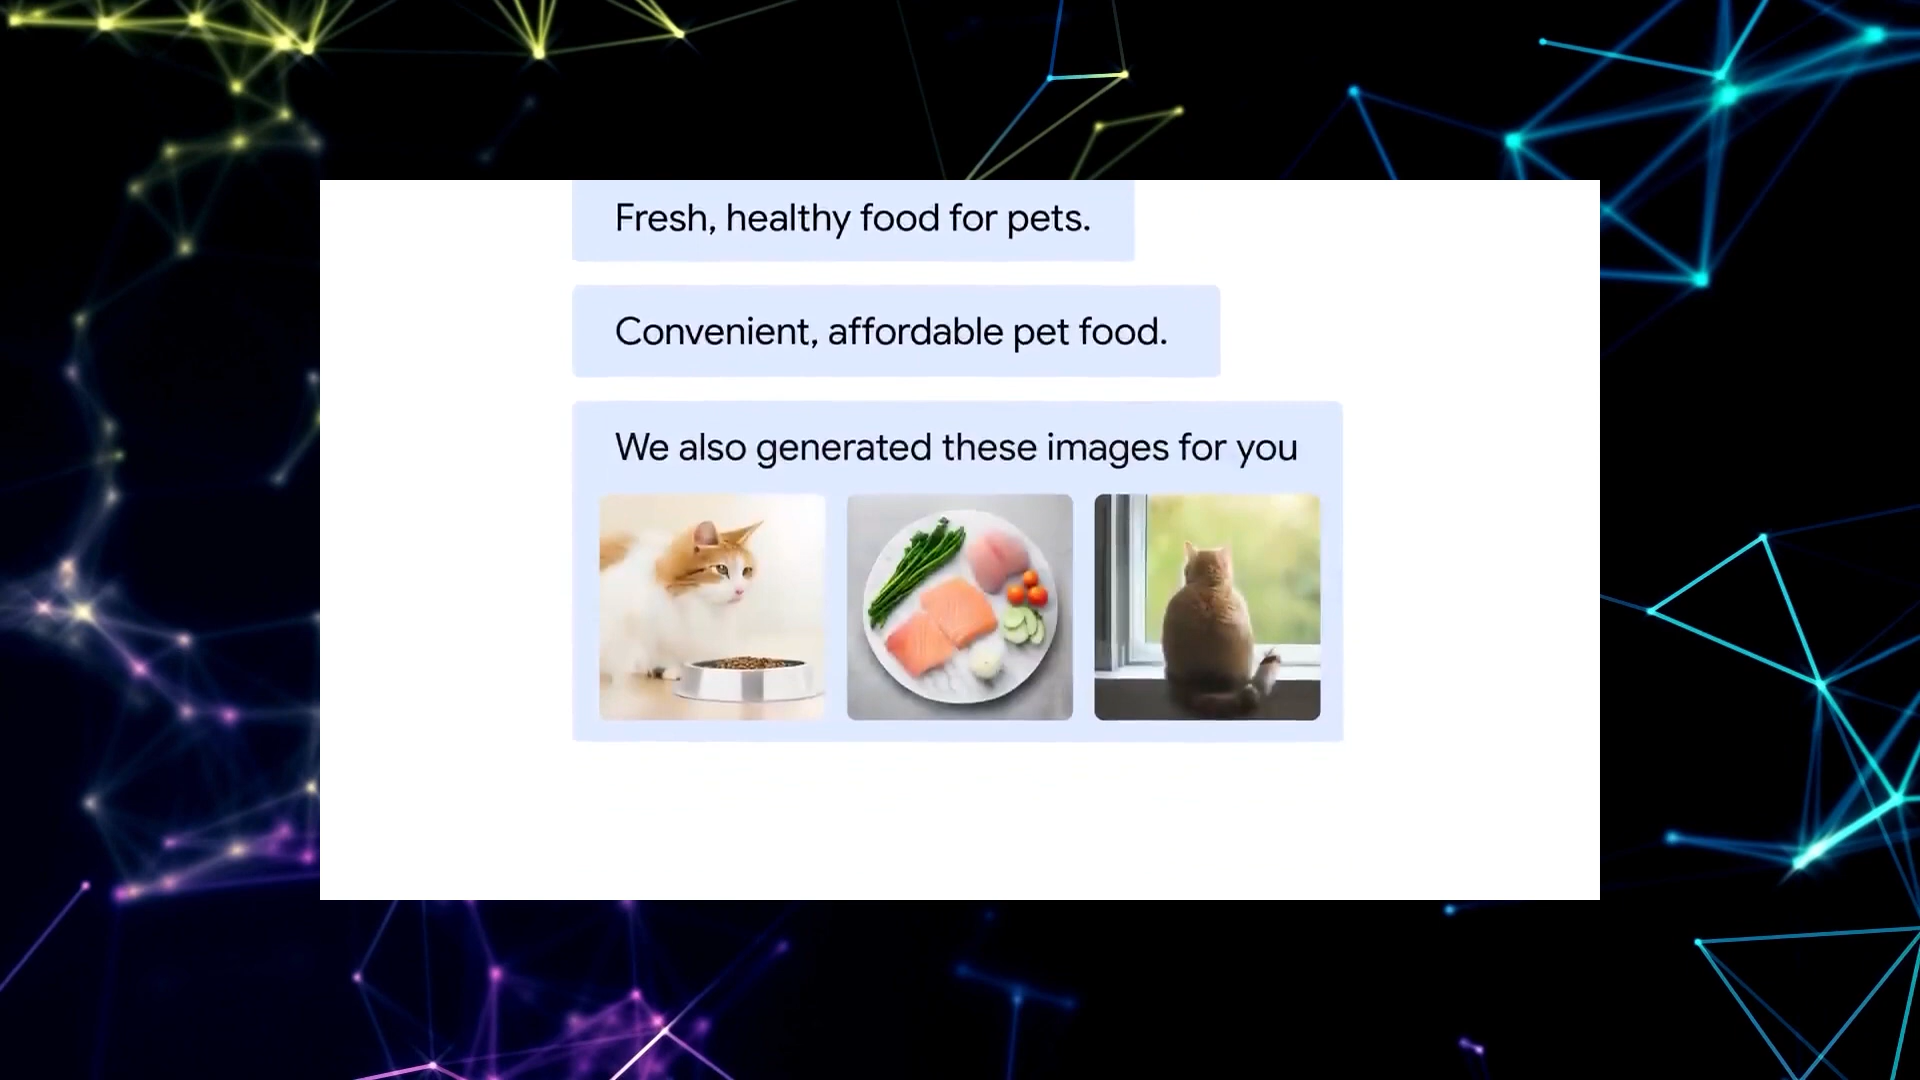 Fresh, healthy food for pets.
Convenient, affordable pet food.
We also generated these images for you